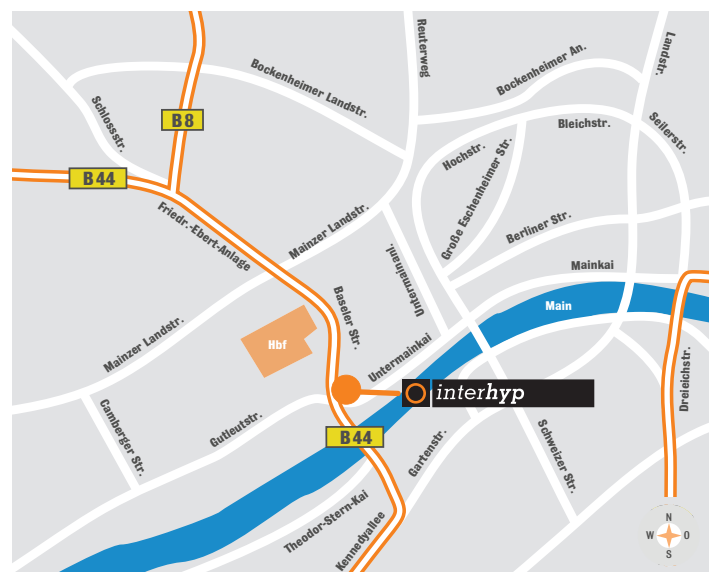 Reuterweg
Landstr.
Bockenheimer An.
Bockenheimer Landstr.
Schlossstr.
B8
Bleichstr.
Seilerstr.
Hochstr.
Große Eschenheimer Str.
B44
Friedr.-Ebert-Anlage
Mainzer Landstr.
Berliner Str.
Untermainanl.
Mainkai
Baseler Str.
Main
Mainzer Landstr.
Hbf
Untermainkai
Dreieichstr.
interhyp
Camberger Str.
Gutleutstr.
B44
Gartenstr.
Schweizer Str.
Theodor-Stern-Kai
Kennedyallee
N
W O
S